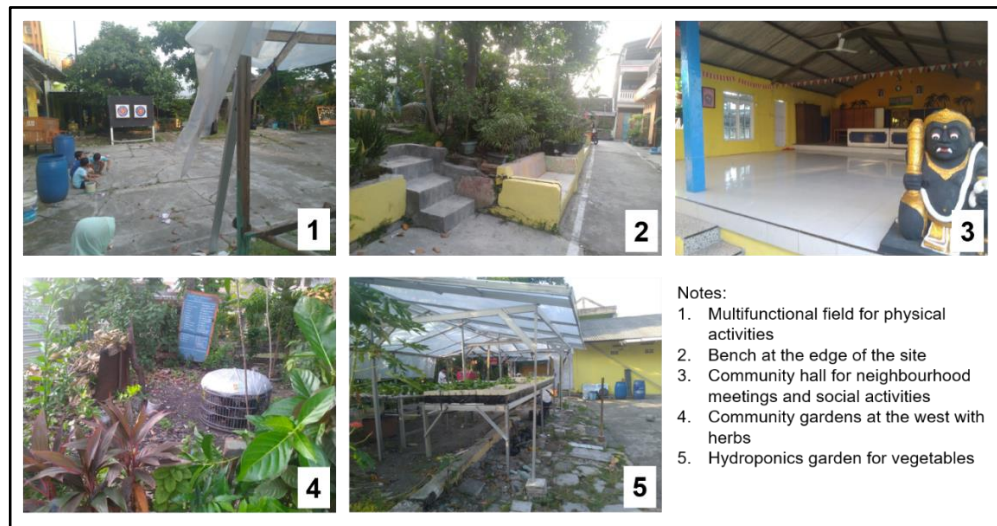 1
2
3
4
5
Notes:
1. Multifunctional field for physical
activities
2. Bench at the edge of the site
3. Community hall for neighbourhood
meetings and social activities
4. Community gardens at the west with
herbs
5. Hydroponics garden for vegetables